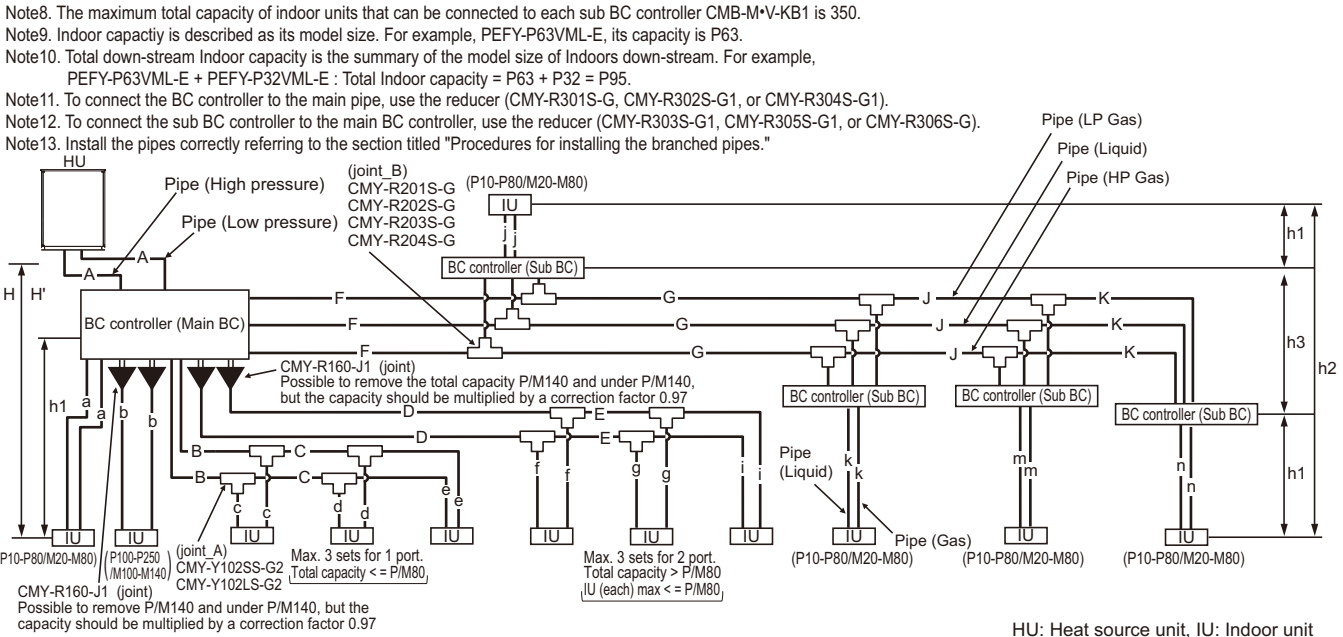 Note8. The maximum total capacity of indoor units that can be connected to each sub BC controller CMB-M•V-KB1 is 350.
Note9. Indoor capactiy is described as its model size. For example, PEFY-P63VML-E, its capacity is P63.
Note10. Total down-stream Indoor capacity is the summary of the model size of Indoors down-stream. For example,
PEFY-P63VML-E + PEFY-P32VML-E : Total Indoor capacity = P63 + P32 = P95.
Note11. To connect the BC controller to the main pipe, use the reducer (CMY-R301S-G, CMY-R302S-G1, or CMY-R304S-G1).
Note12. To connect the sub BC controller to the main BC controller, use the reducer (CMY-R303S-G1, CMY-R305S-G1, or CMY-R306S-G).
Note13. Install the pipes correctly referring to the section titled "Procedures for installing the branched pipes."
Pipe (LP Gas)
Pipe (Liquid)
Pipe (HP Gas)
HU
Pipe (High pressure)
Pipe (Low pressure)
(joint_B)
CMY-R201S-G
CMY-R202S-G
CMY-R203S-G
CMY-R204S-G
(P10-P80/M20-M80)
IU
j j
h1
BC controller (Sub BC)
A
A
H H'
BC controller (Main BC)
F G J K
F G J K
F G J K
h3
h2
CMY-R160-J1 (joint)
Possible to remove the total capacity P/M140 and under P/M140,
but the capacity should be multiplied by a correction factor 0.97
BC controller (Sub BC)
BC controller (Sub BC)
BC controller (Sub BC)
h1
a a b b
D E
D E
B C
B C
c c d d e e
f f g g i i
Pipe
(Liquid)
k k
m m
n n
h1
Pipe (Gas)
IU
IU
IU
IU
IU
IU
IU
IU
IU
IU
IU
(P10-P80/M20-M80)
(P100-P250
/M100-M140)
(joint_A)
CMY-Y102SS-G2
CMY-Y102LS-G2
Max. 3 sets for 1 port.
Total capacity < = P/M80
Max. 3 sets for 2 port.
Total capacity > P/M80
IU (each) max < = P/M80
(P10-P80/M20-M80)
(P10-P80/M20-M80)
(P10-P80/M20-M80)
CMY-R160-J1 (joint)
Possible to remove P/M140 and under P/M140, but the
capacity should be multiplied by a correction factor 0.97
HU: Heat source unit, IU: Indoor unit